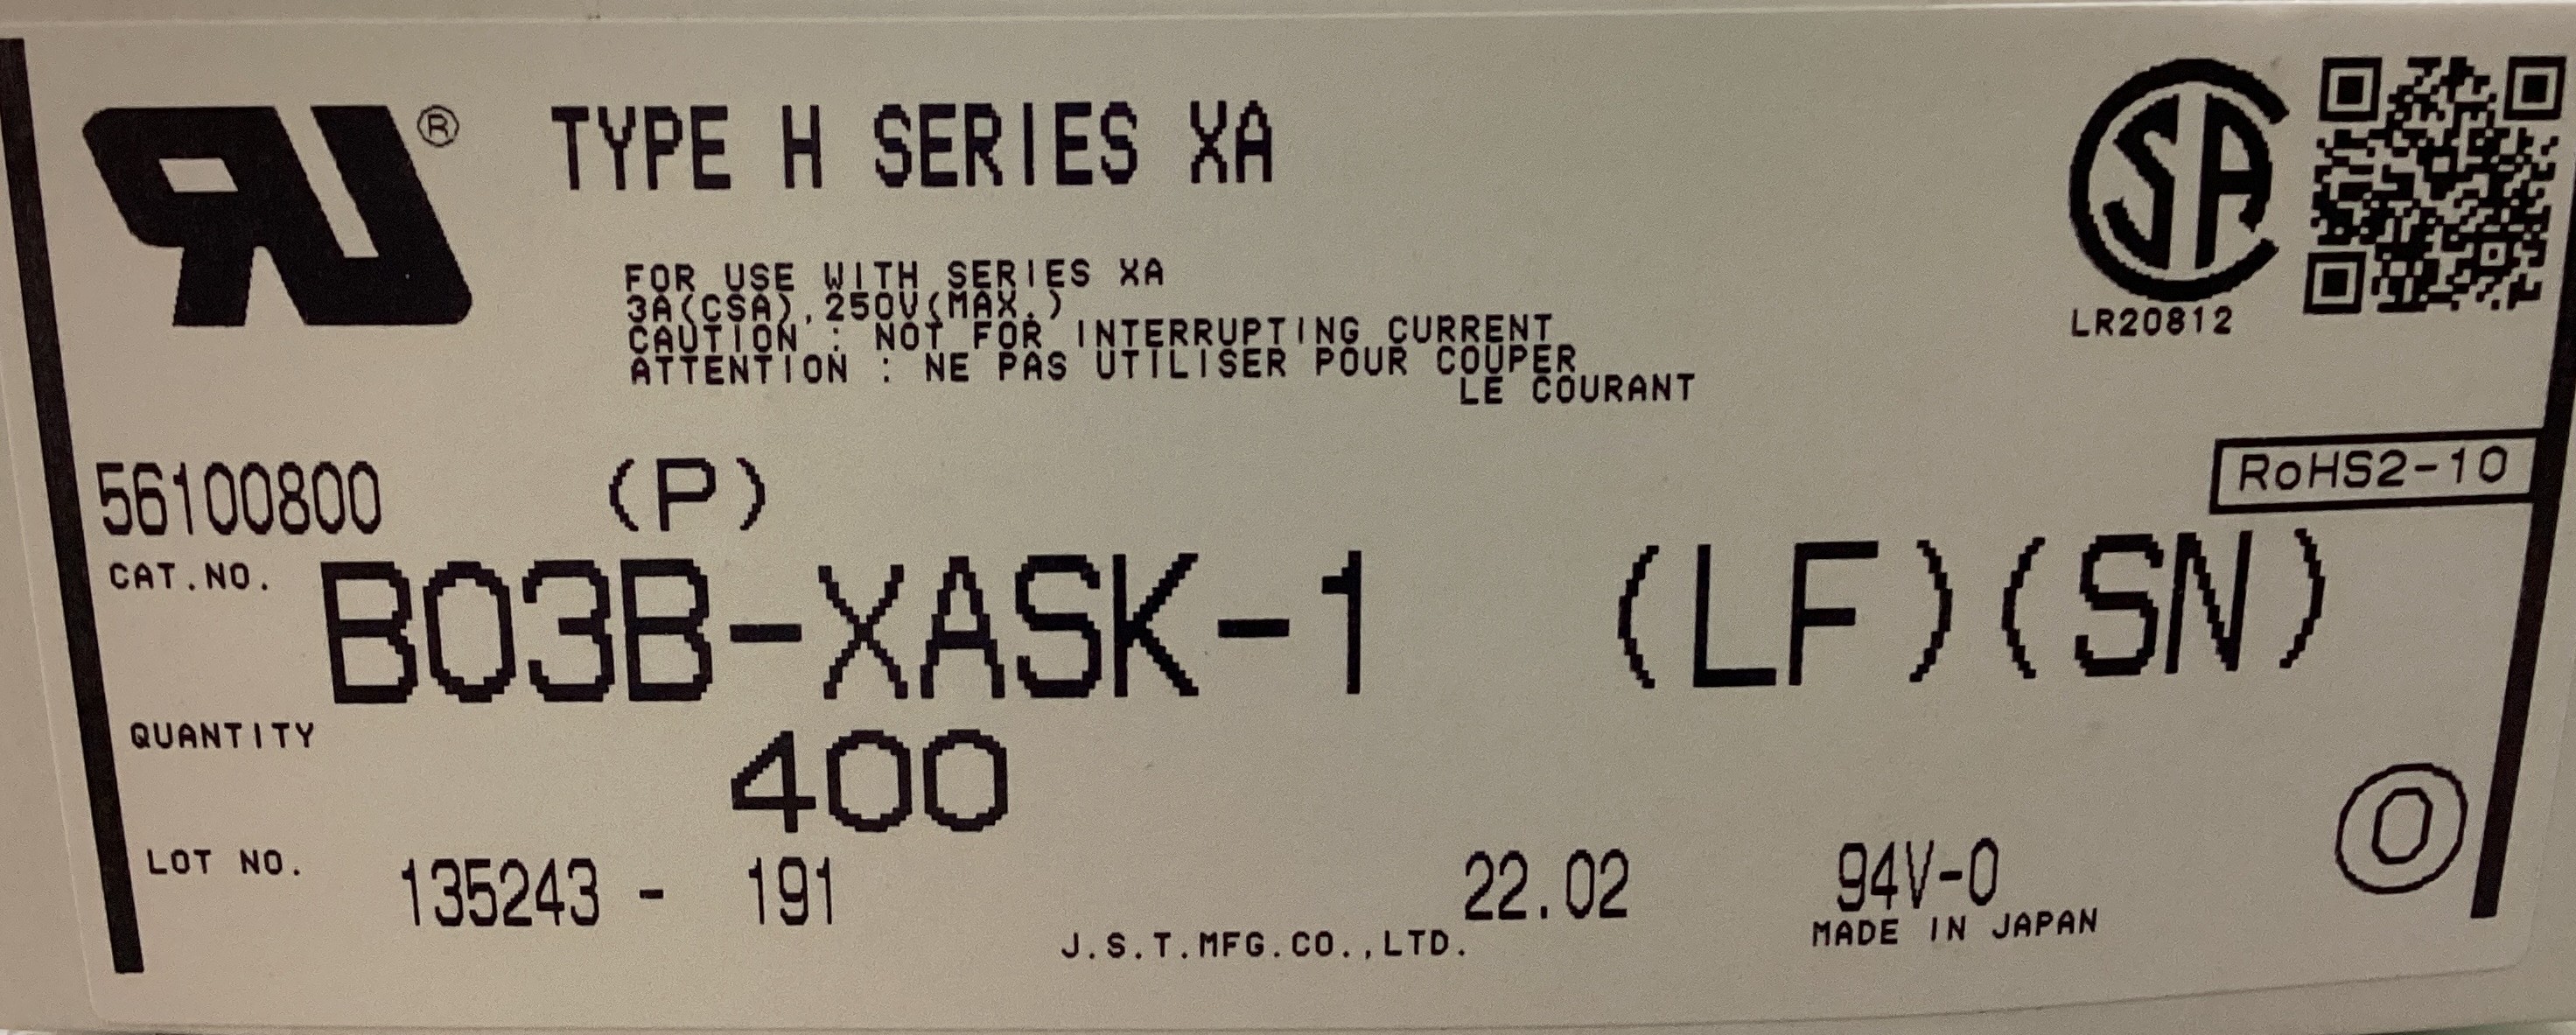 ®
TYPE H SERIES XA
FOR USE WITH SERIES XA
3A(CSA),250V(MAX.)
CAUTION : NOT FOR INTERRUPTING CURRENT
ATTENTION : NE PAS UTILISER POUR COUPER
LE COURANT
SA
LR20812
56100800 (P)
RoHS2-10
CAT.NO. B03B-XASK-1 (LF)(SN)
QUANTITY 400
LOT NO. 135243 - 191 22.02 94V-0
O
J.S.T.MFG.CO.,LTD. MADE IN JAPAN